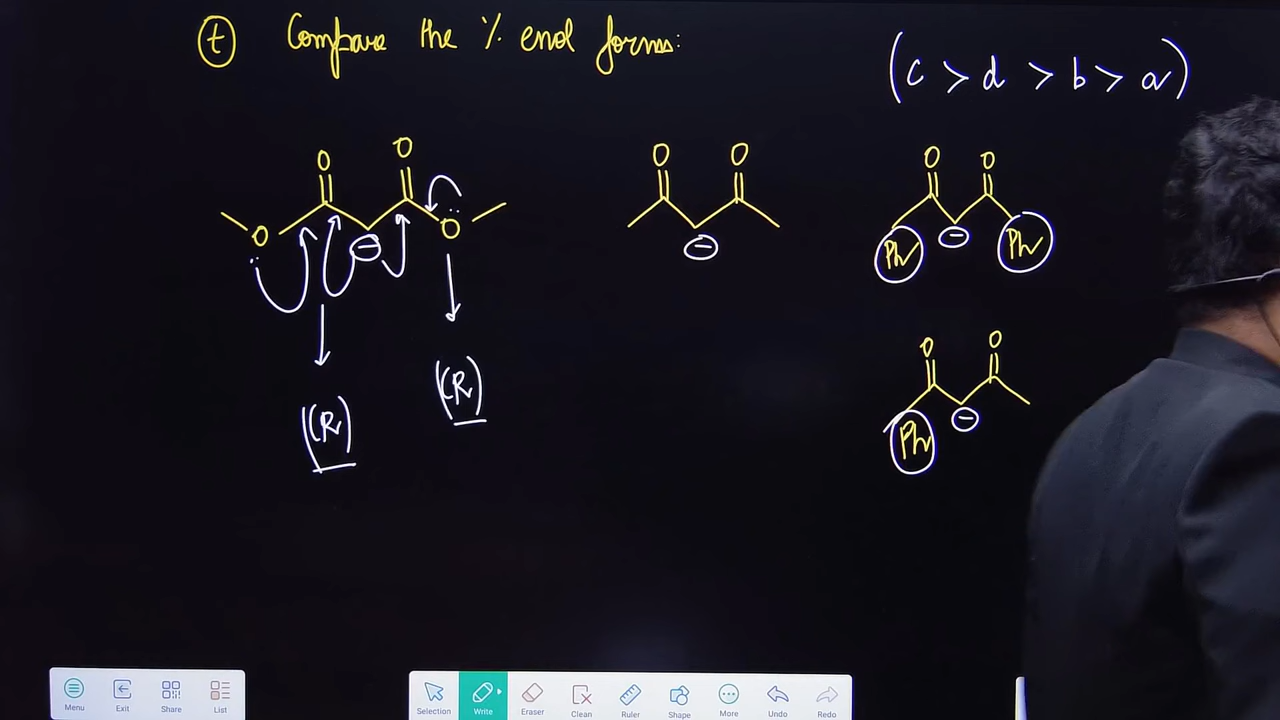 t Compare the % enol forms:
(c > d > b > a)
O O O O O O
O ⊖ O ⊖ Ph ⊖ Ph
(R) (R)
O O
Ph ⊖
Menu Exit Share List Selection Write Eraser Clean Ruler Shape More Undo Redo